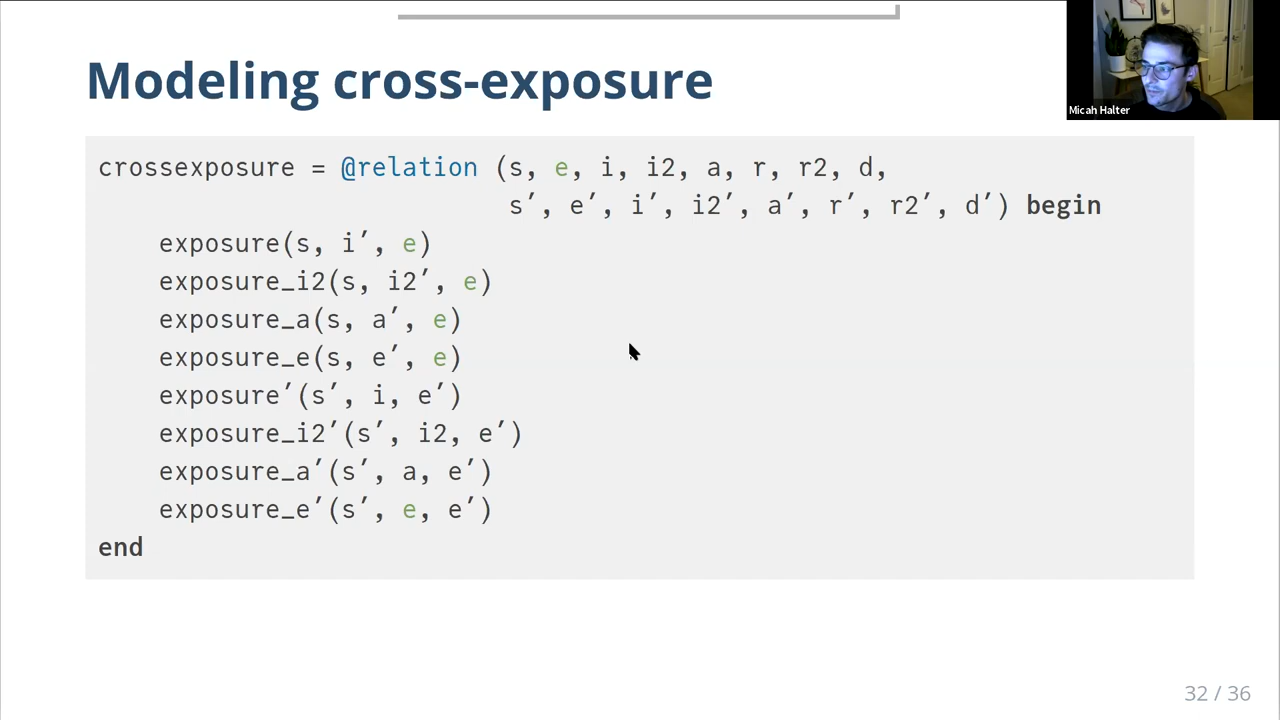 Modeling cross-exposure
Micah Halter
crossexposure = @relation (s, e, i, i2, a, r, r2, d,
s′, e′, i′, i2′, a′, r′, r2′, d′) begin
exposure(s, i′, e)
exposure_i2(s, i2′, e)
exposure_a(s, a′, e)
exposure_e(s, e′, e)
exposure′(s′, i, e′)
exposure_i2′(s′, i2, e′)
exposure_a′(s′, a, e′)
exposure_e′(s′, e, e′)
end
32 / 36